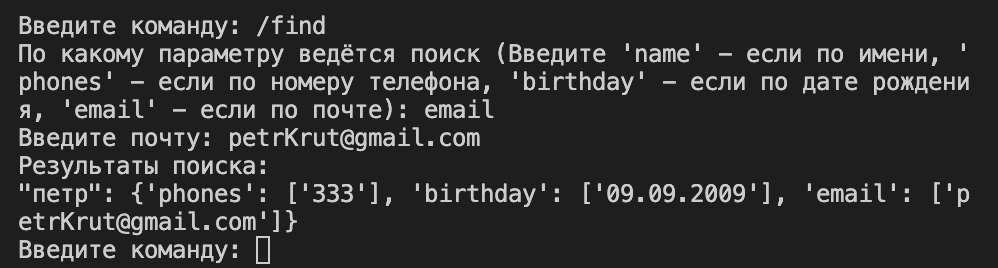 Введите команду: /find
По какому параметру ведётся поиск (Введите 'name' - если по имени, '
phones' - если по номеру телефона, 'birthday' - если по дате рождени
я, 'email' - если по почте): email
Введите почту: petrKrut@gmail.com
Результаты поиска:
"петр": {'phones': ['333'], 'birthday': ['09.09.2009'], 'email': ['p
etrKrut@gmail.com']}
Введите команду: